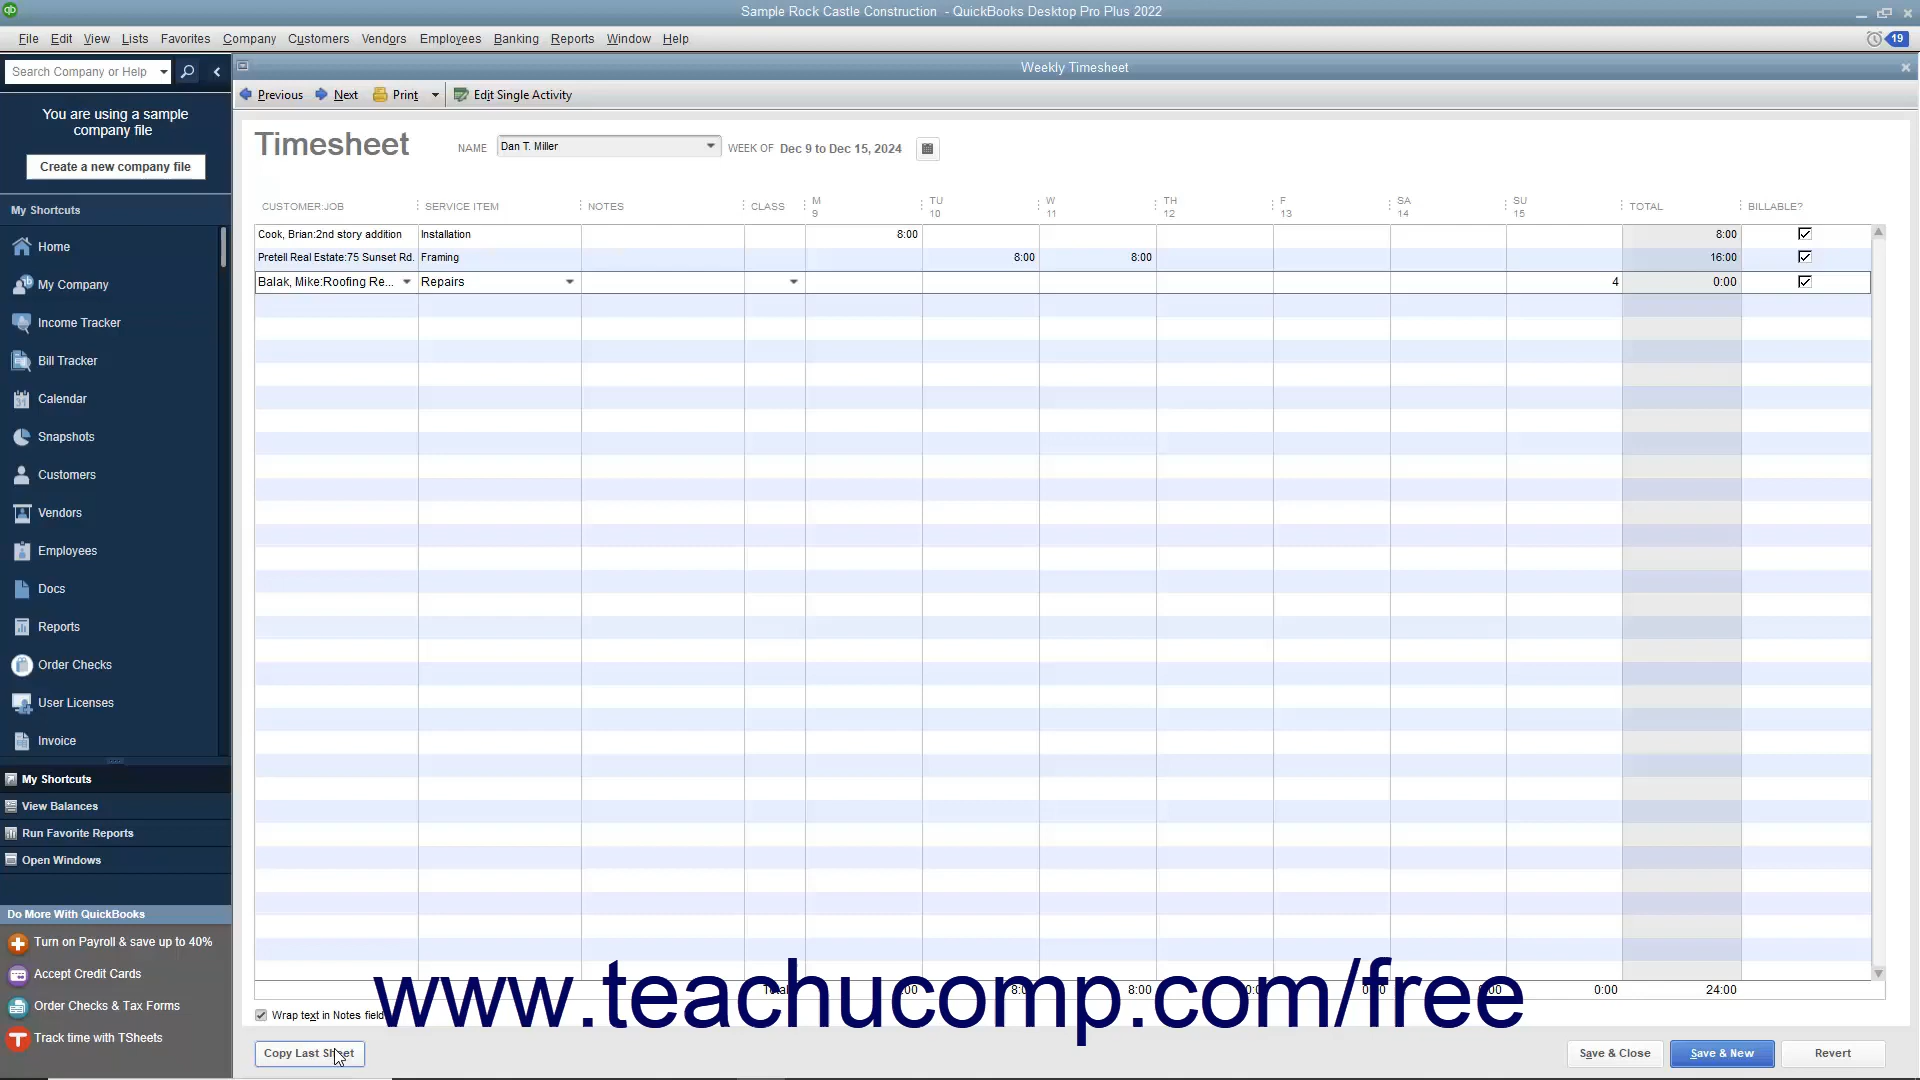 Sample Rock Castle Construction - QuickBooks Desktop Pro Plus 2022
File Edit View Lists Favorites Company Customers Vendors Employees Banking Reports Window Help
19
Search Company or Help
Weekly Timesheet
Previous Next Print Edit Single Activity
You are using a sample
company file
Create a new company file
Timesheet
NAME Dan T. Miller WEEK OF Dec 9 to Dec 15, 2024
My Shortcuts
Home
My Company
Income Tracker
Bill Tracker
Calendar
Snapshots
Customers
Vendors
Employees
Docs
Reports
Order Checks
User Licenses
Invoice
My Shortcuts
View Balances
Run Favorite Reports
Open Windows
Do More With QuickBooks
Turn on Payroll & save up to 40%
Accept Credit Cards
Order Checks & Tax Forms
Track time with TSheets
CUSTOMER:JOB SERVICE ITEM NOTES CLASS M 9 TU 10 W 11 TH 12 F 13 SA 14 SU 15 TOTAL BILLABLE?
Cook, Brian:2nd story addition Installation 8:00 8:00
Pretell Real Estate:75 Sunset Rd. Framing 8:00 8:00 16:00
Balak, Mike:Roofing Re... Repairs 4 0:00
8:00 0:00 24:00
www.teachucomp.com/free
Wrap text in Notes field
Copy Last Sheet
Save & Close Save & New Revert